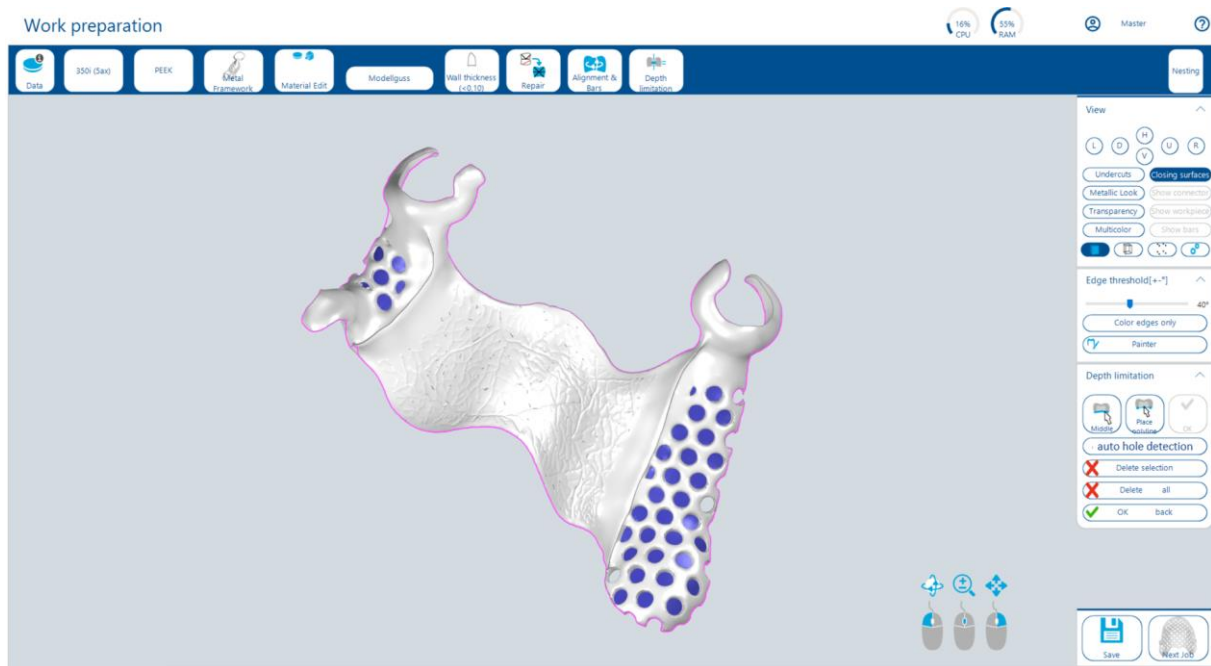 Work preparation
16%
CPU
55%
RAM
Master
?
Data
350i (5ax)
PEEK
Metal
Framework
Material Edit
Modellguss
Wall thickness
(<0,10)
Repair
Alignment &
Bars
Depth
limitation
Nesting
View
H
L
D
U
R
V
Undercuts
Closing surfaces
Metallic Look
Show connector
Transparency
Show workpiece
Multicolor
Show bars
Edge threshold[+-°]
40°
Color edges only
Painter
Depth limitation
Middle
Place
OK
auto hole detection
Delete selection
Delete all
OK back
Save
Next Job